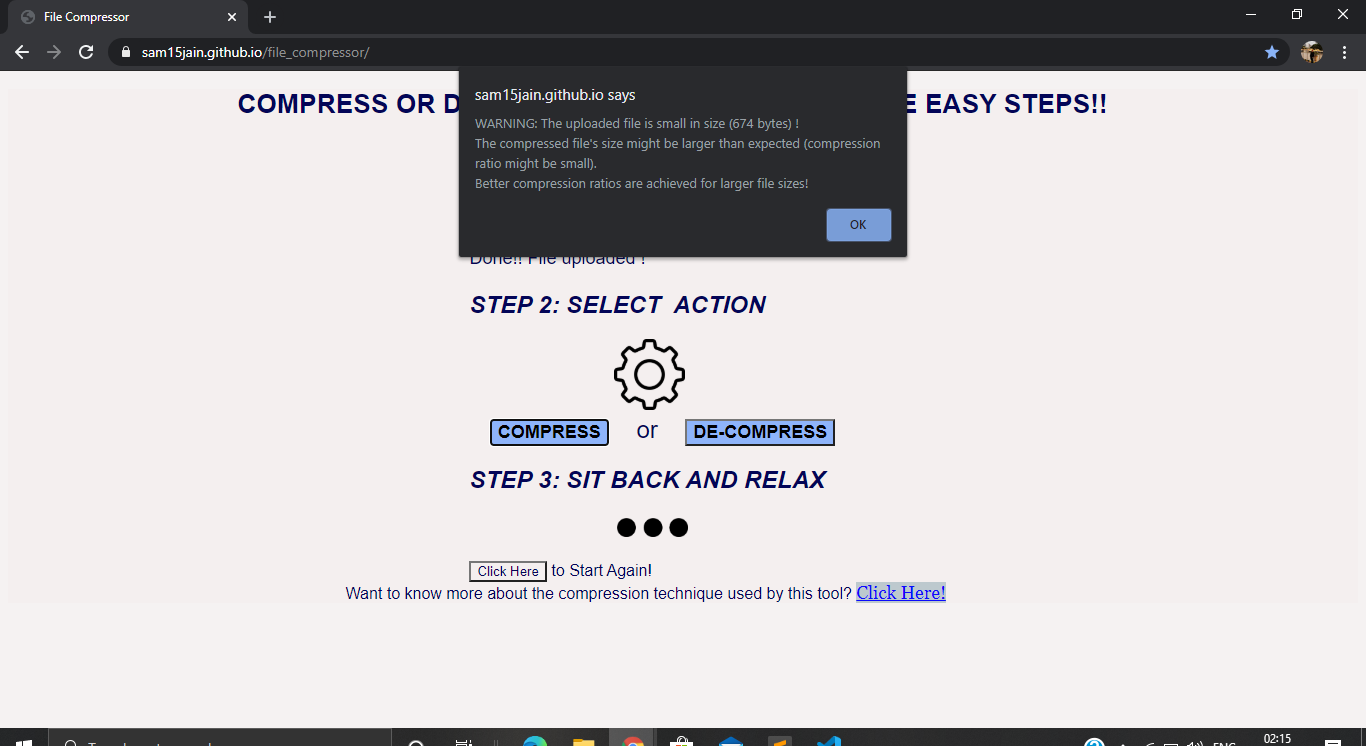 File Compressor
sam15jain.github.io/file_compressor/
sam15jain.github.io says
WARNING: The uploaded file is small in size (674 bytes) !
The compressed file's size might be larger than expected (compression
ratio might be small).
Better compression ratios are achieved for larger file sizes!
OK
COMPRESS OR D
E EASY STEPS!!
Done!! File uploaded !
STEP 2: SELECT ACTION
COMPRESS or DE-COMPRESS
STEP 3: SIT BACK AND RELAX
Click Here to Start Again!
Want to know more about the compression technique used by this tool? Click Here!
02:15